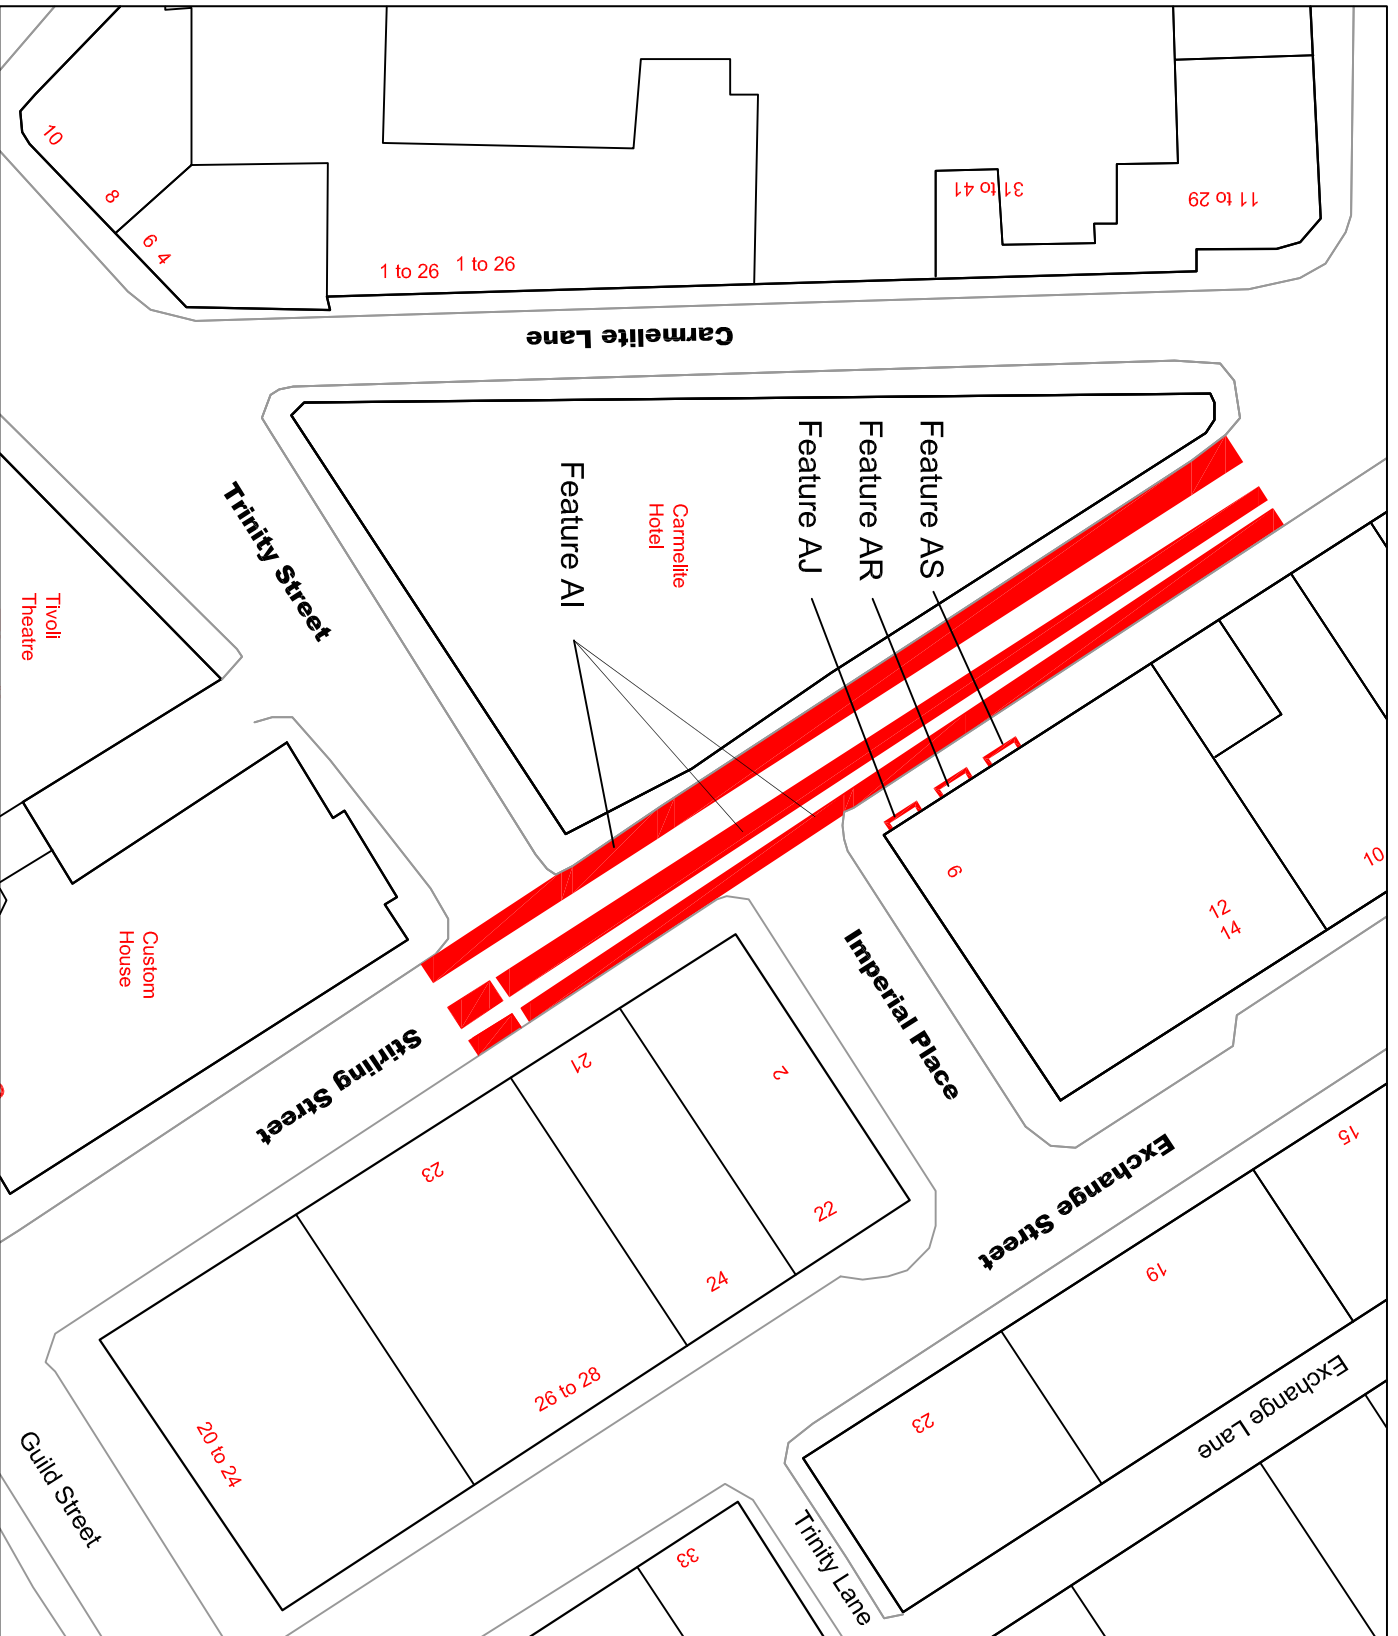 10
8
6 4
1 to 26
1 to 26
31 to 41
11 to 29
Carmelite Lane
Trinity Street
Feature AI
Carmelite
Hotel
Feature AJ
Feature AR
Feature AS
Tivoli
Theatre
Custom
House
Stirling Street
Imperial Place
6
12
14
10
21
2
23
22
24
26 to 28
20 to 24
Guild Street
Exchange Street
15
19
23
Exchange Lane
Trinity Lane
33